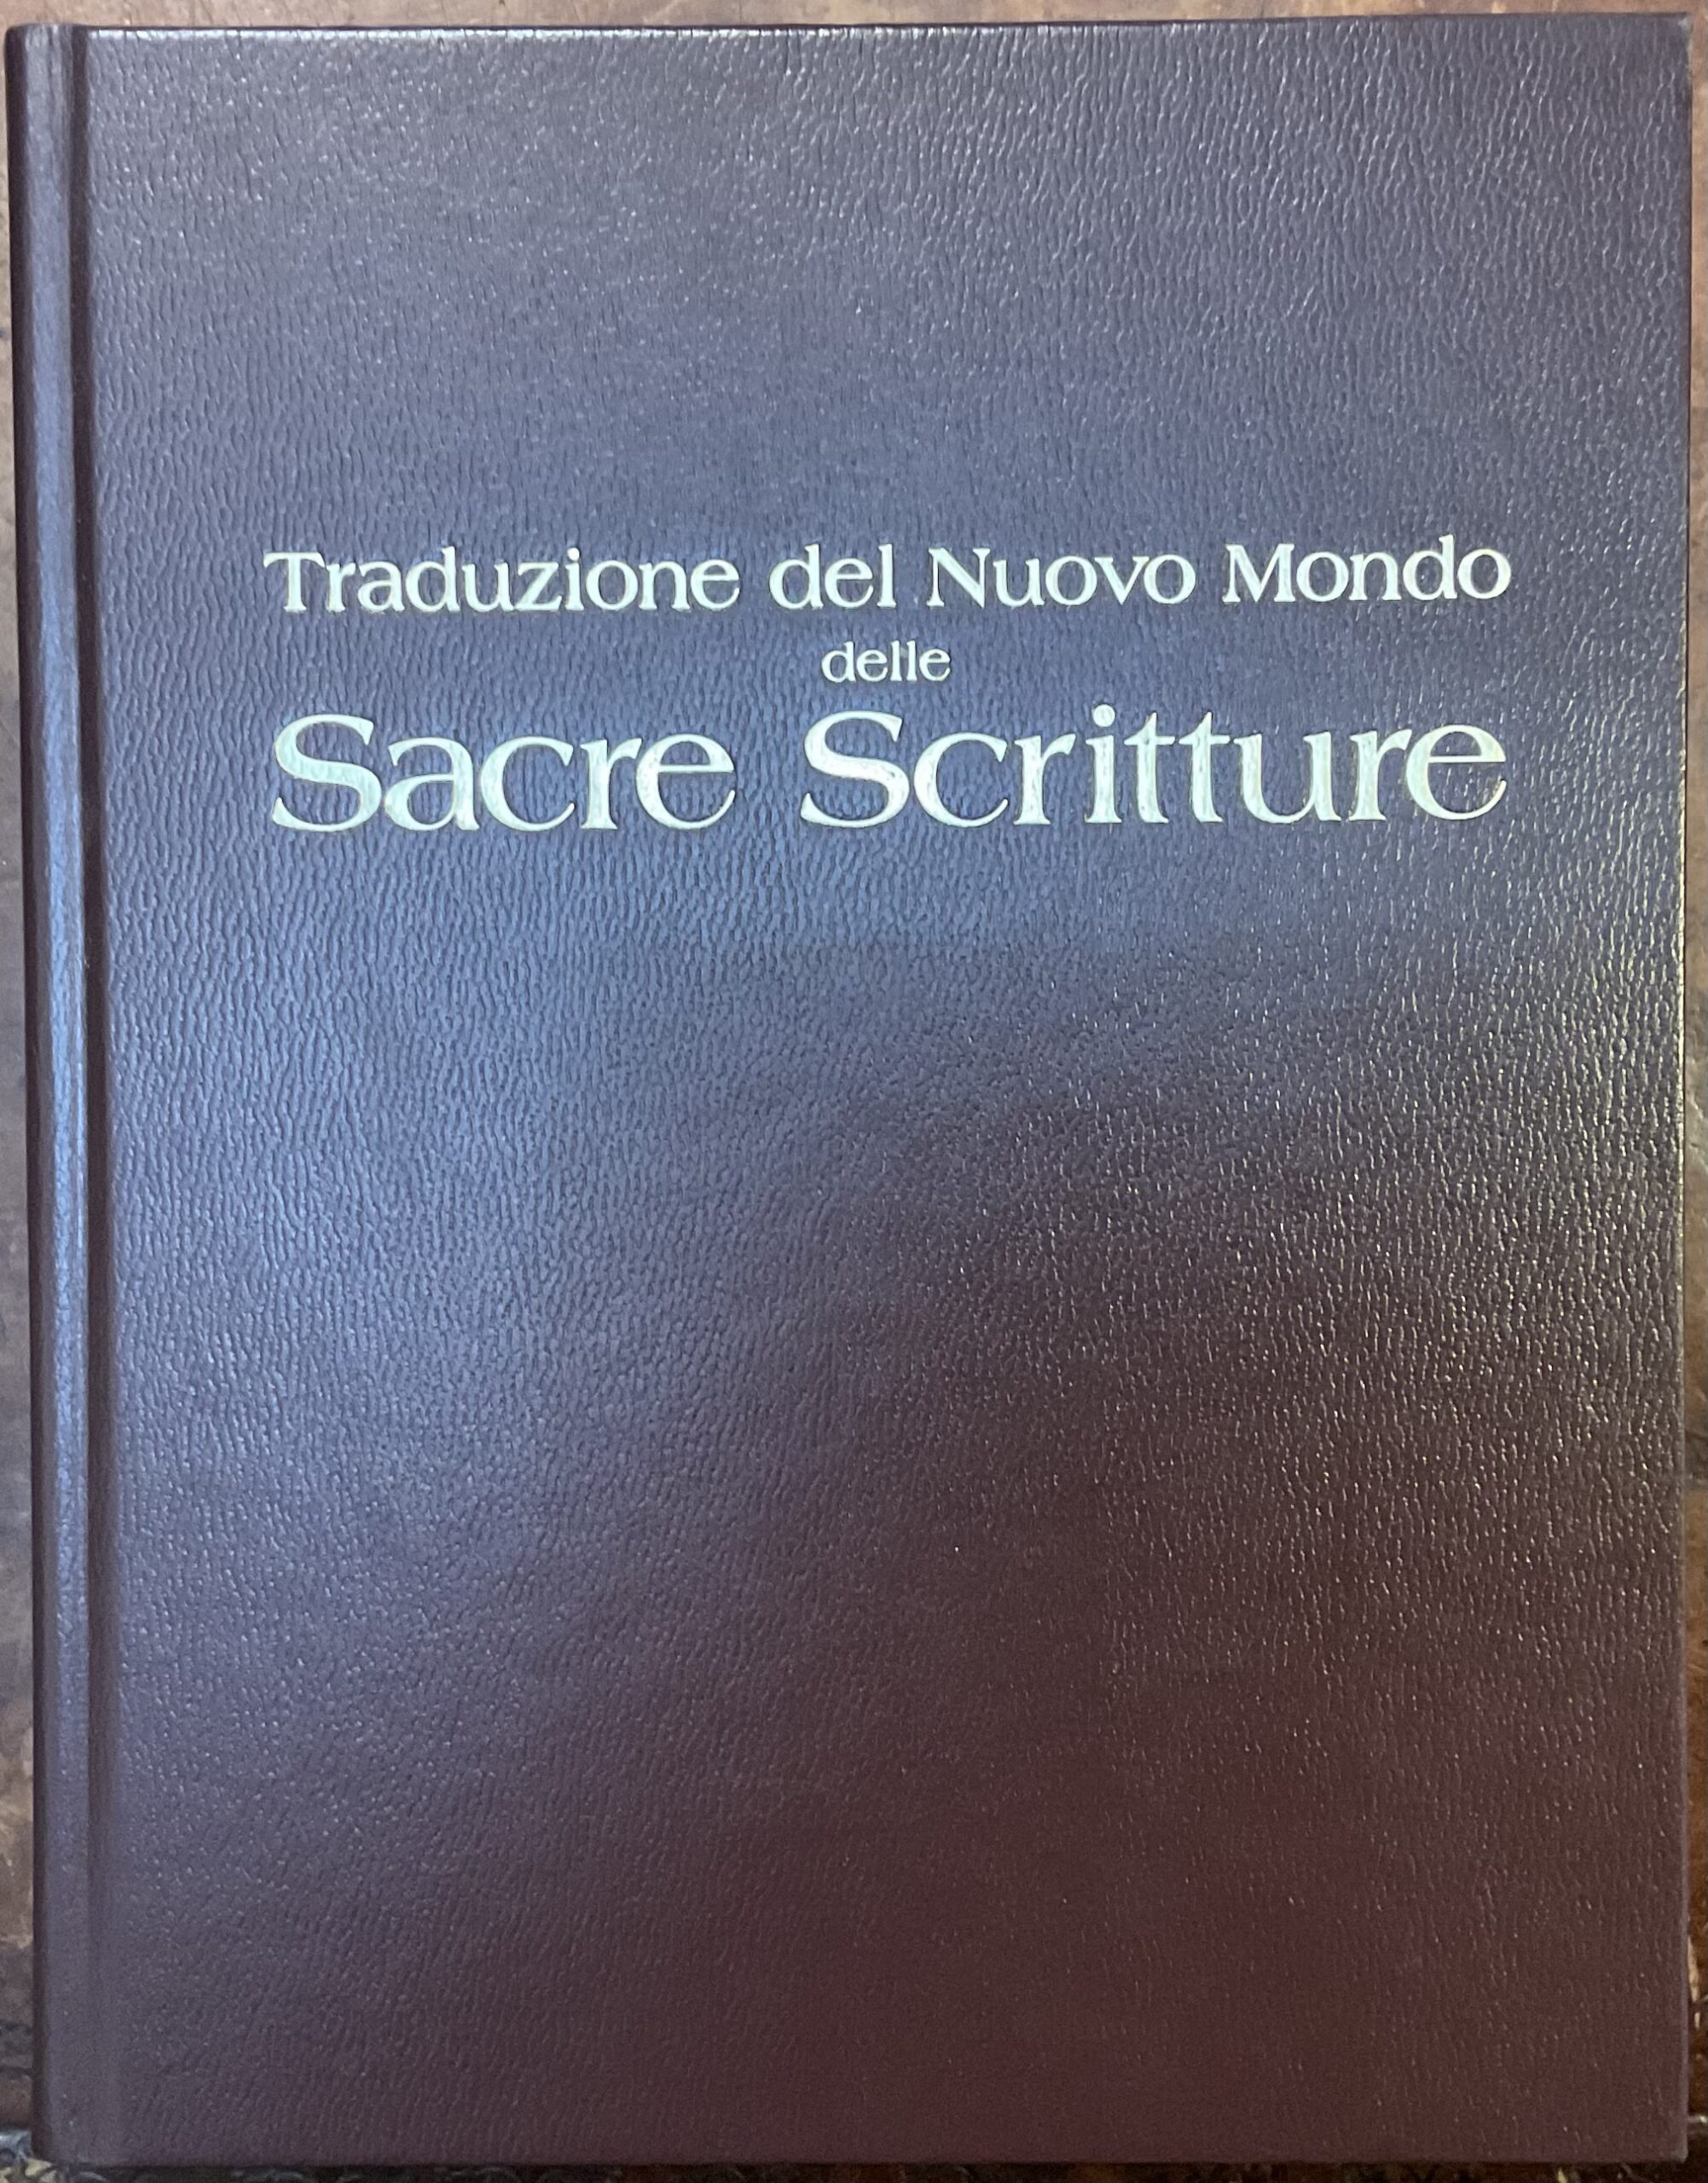 Traduzione del Nuovo Mondo
delle
Sacre Scritture